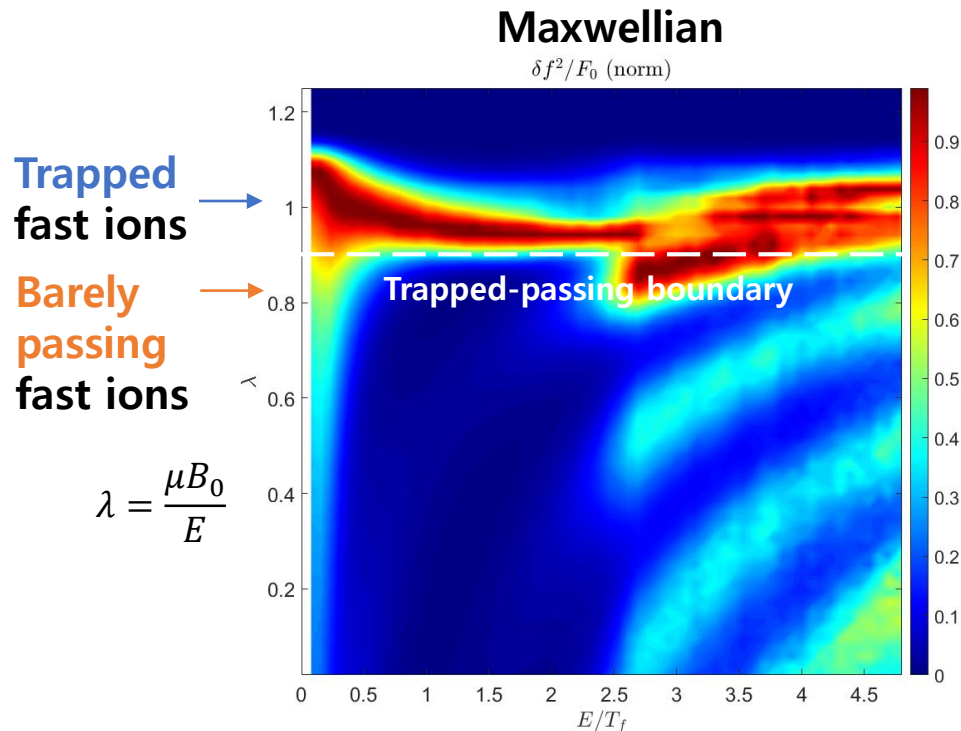 Maxwellian
δf²/F₀ (norm)
Trapped
fast ions
Barely
passing
fast ions
λ = μB₀/E
Trapped-passing boundary
λ
1.2
1
0.8
0.6
0.4
0.2
0 0.5 1 1.5 2 2.5 3 3.5 4 4.5
E/T_f
0.9
0.8
0.7
0.6
0.5
0.4
0.3
0.2
0.1
0